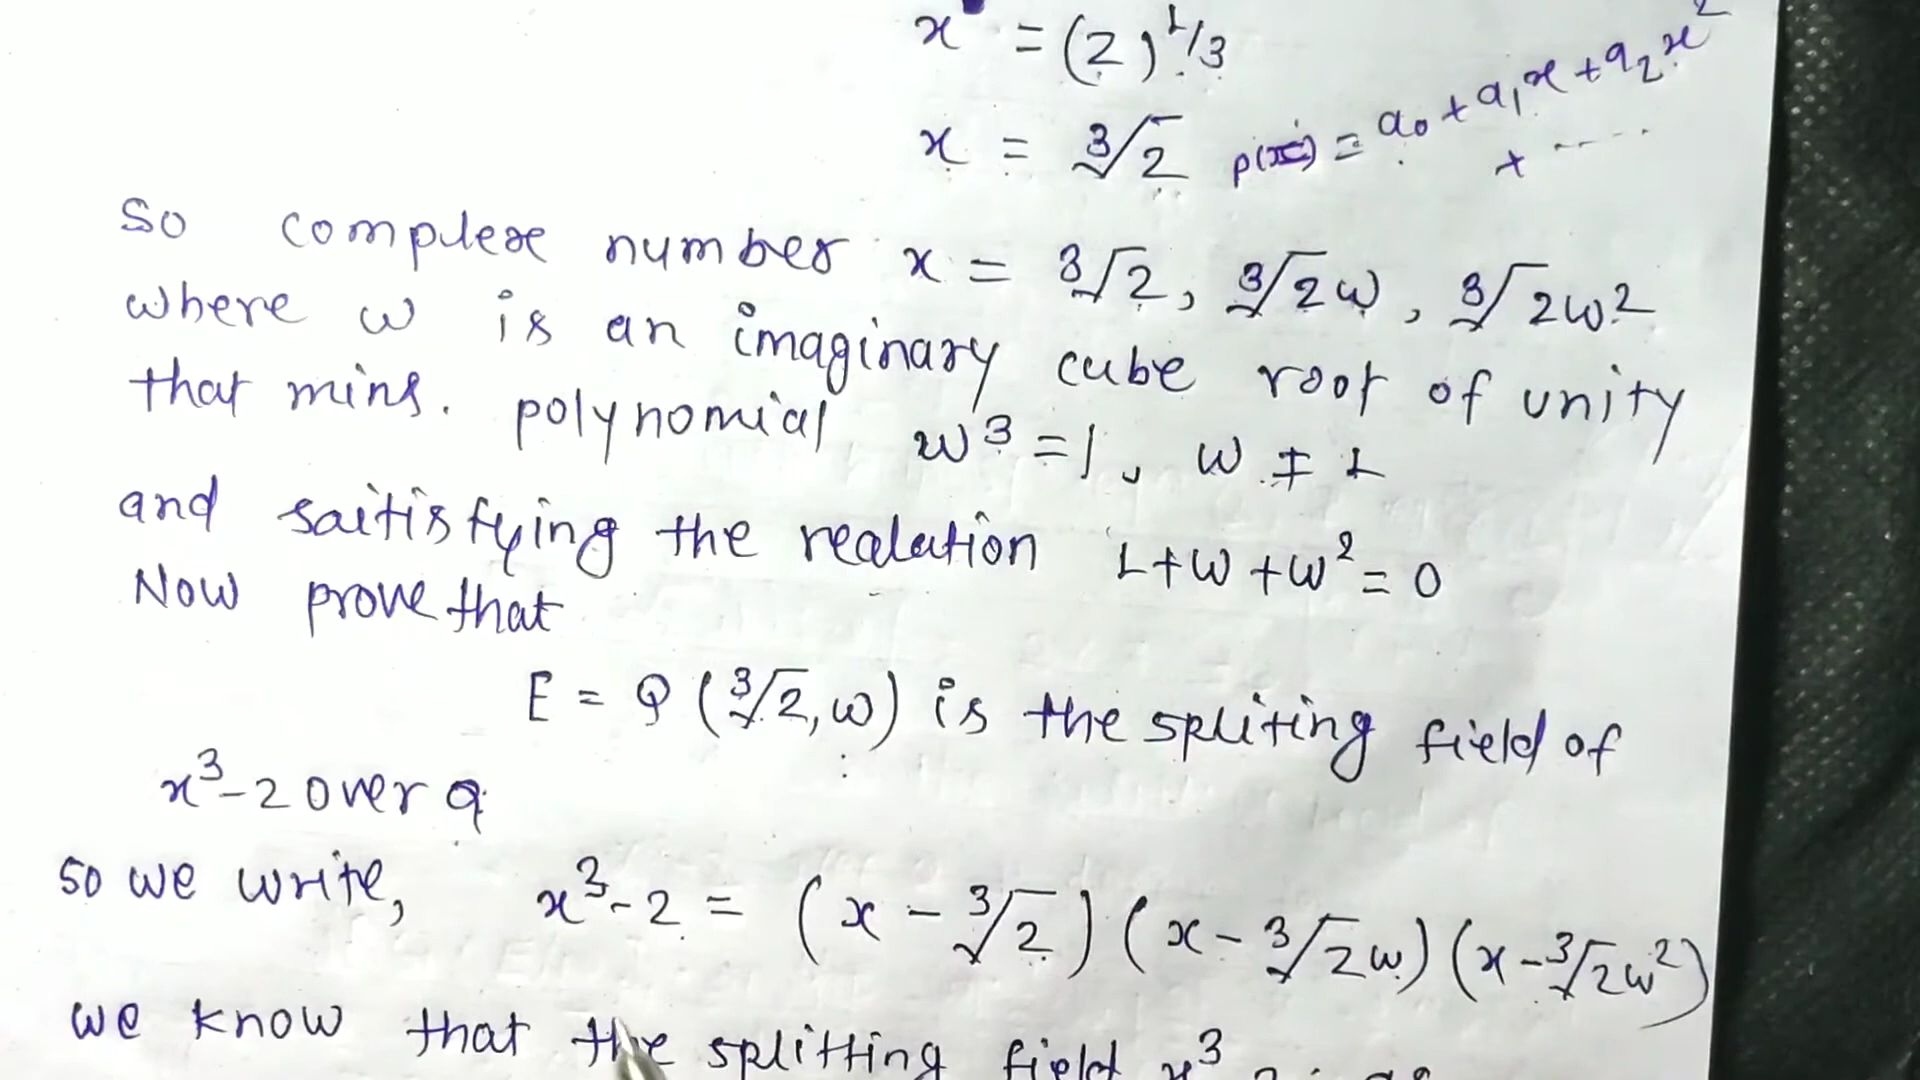 x = (2)^1/3
x = ∛2 p(x) = a₀ + a₁x + a₂x²
+ -----
So complexe number x = ∛2, ∛2ω, ∛2ω²
where ω is an imaginary cube root of unity
that mins. polynomial ω³ = 1, ω ≠ 1
and saitisfying the realation 1+ω+ω² = 0
Now prove that
E = Q (∛2, ω) is the spliting field of
x³-2 over Q
so we write, x³-2 = (x - ∛2) (x - ∛2ω) (x - ∛2ω²)
we know that the splitting field x³